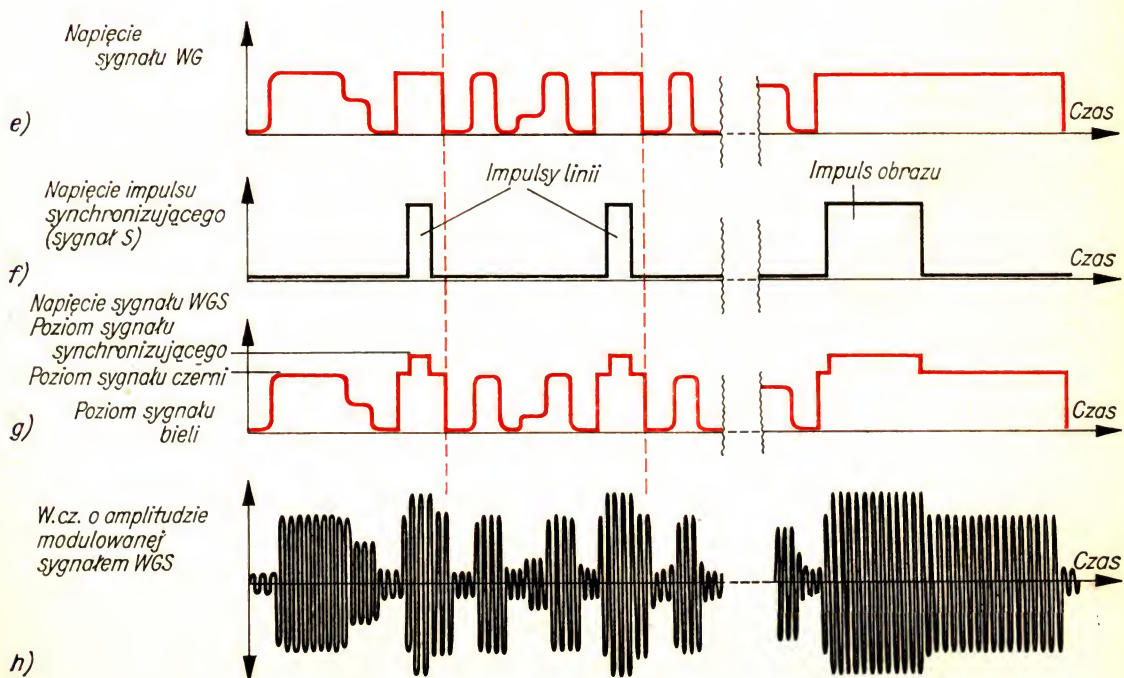 Napięcie
sygnału WG
e)
Czas
Napięcie impulsu
synchronizującego
(sygnał S)
Impulsy linii
Impuls obrazu
f)
Czas
Napięcie sygnału WGS
Poziom sygnału
synchronizującego
Poziom sygnału czerni
Poziom sygnału
bieli
g)
Czas
W.cz. o amplitudzie
modulowanej
sygnałem WGS
Czas
h)